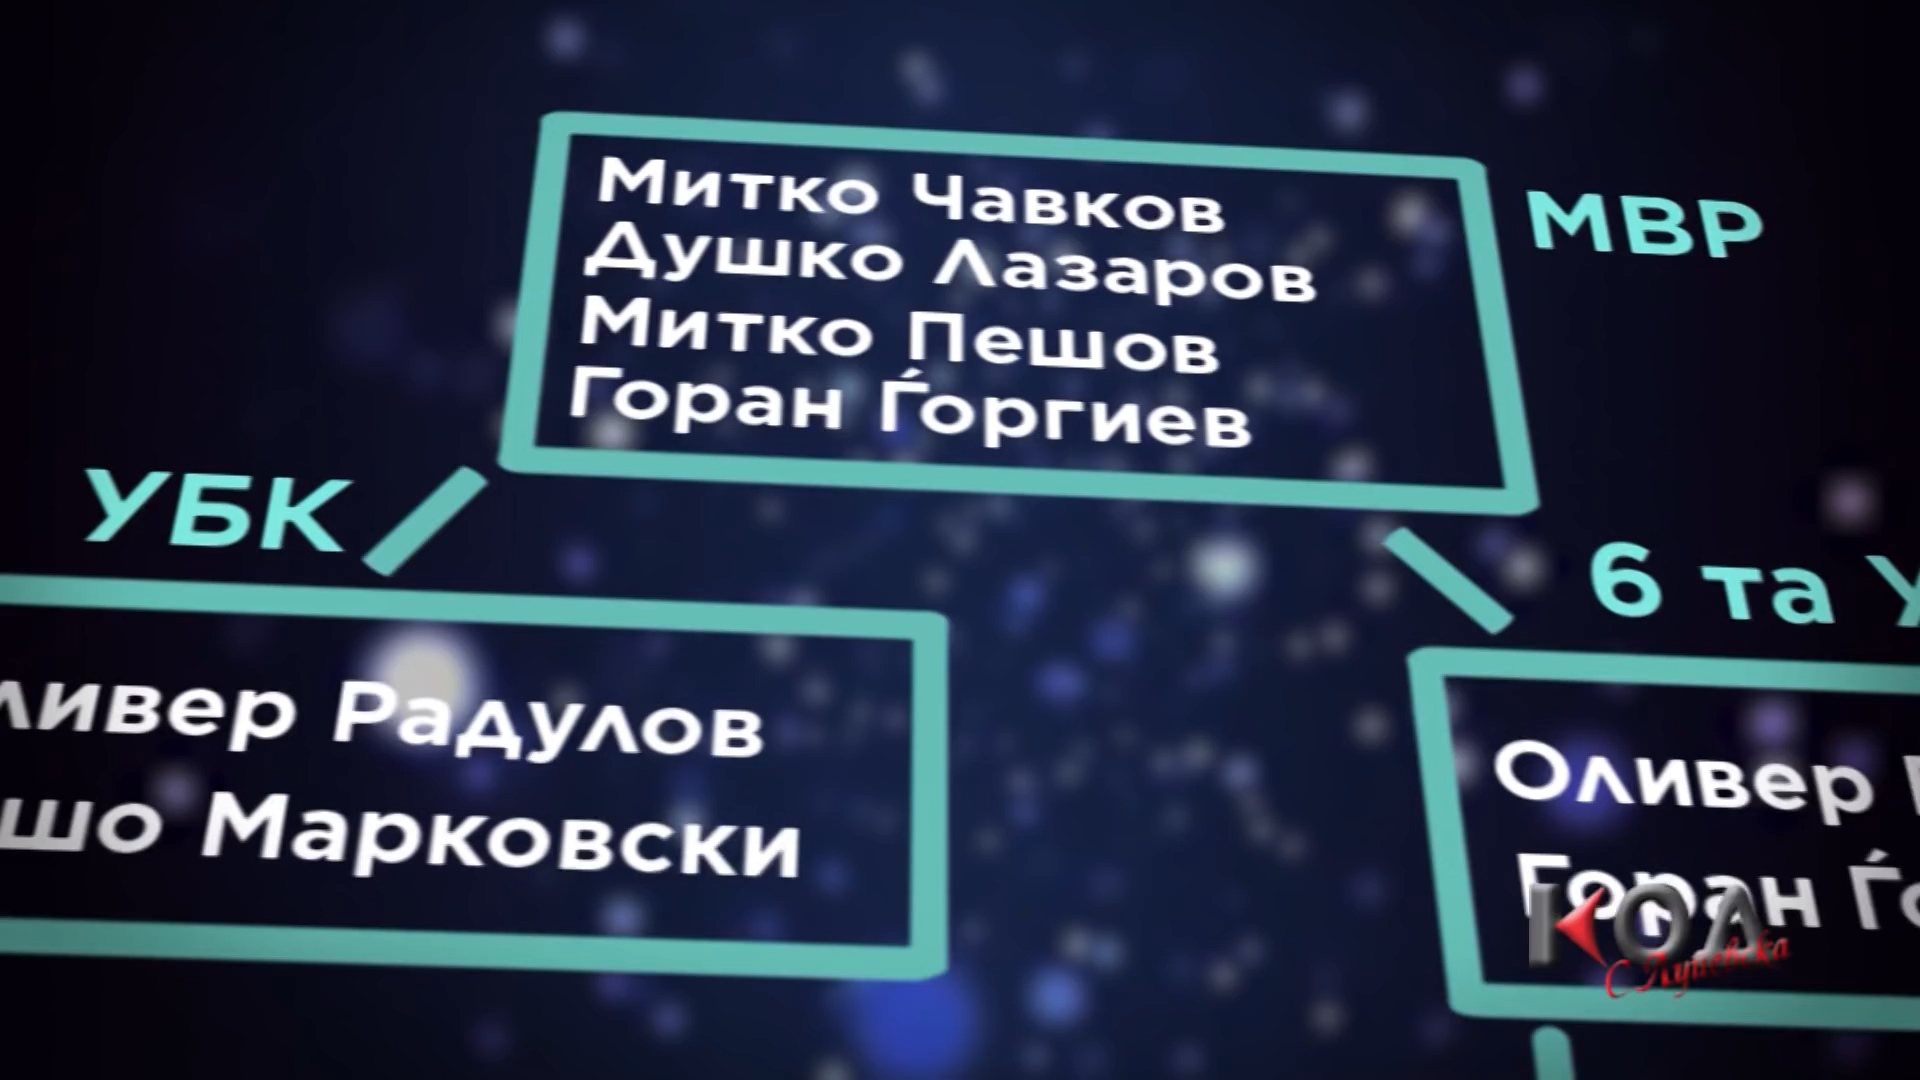 Митко Чавков
Душко Лазаров
Митко Пешов
Горан Ѓоргиев
МВР
УБК
6 та
ливер Радулов
шо Марковски
Оливер
Горан
КОД